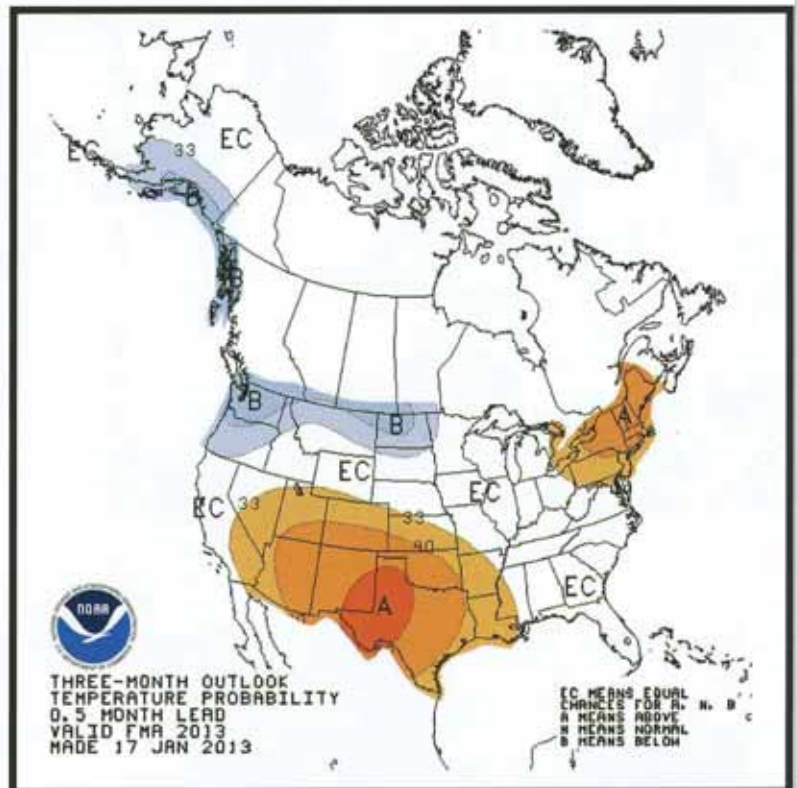 EC
33
EC
B
B
B
B
EC
EC
A
EC
33
33
40
EC
A
NOAA
THREE-MONTH OUTLOOK
TEMPERATURE PROBABILITY
0.5 MONTH LEAD
VALID FMA 2013
MADE 17 JAN 2013
EC MEANS EQUAL
CHANCES FOR A, N, B
A MEANS ABOVE
N MEANS NORMAL
B MEANS BELOW